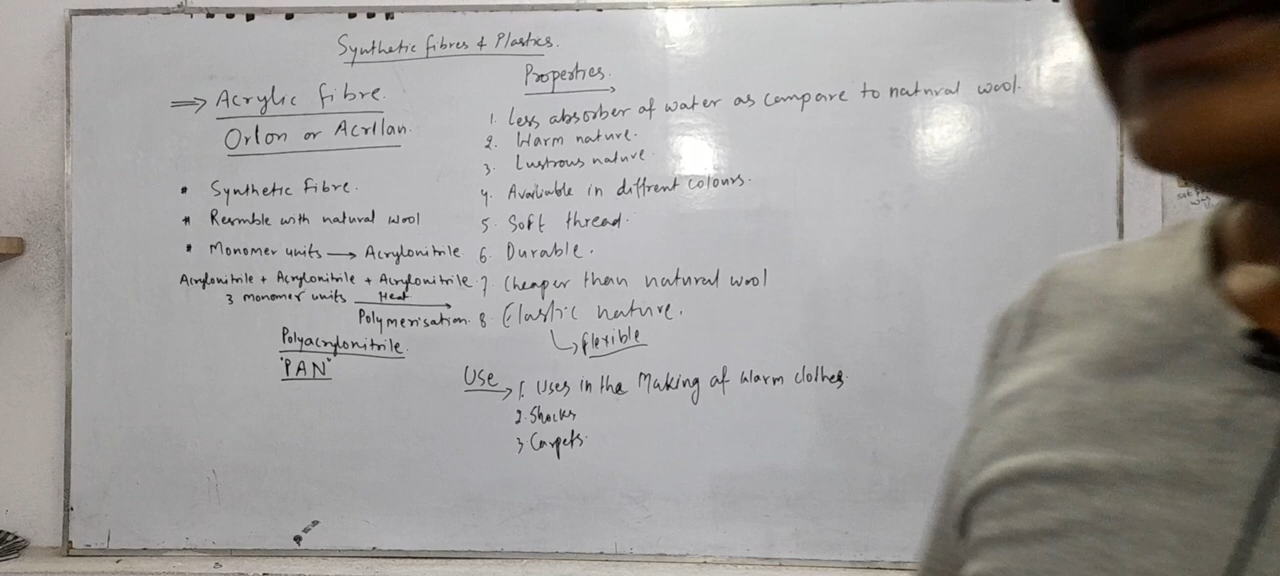 Synthetic fibres & Plastics.
⇒ Acrylic fibre.
Orlon or Acrllan.
* Synthetic Fibre.
* Resmble with natural wool
* Monomer units → Acrylonitrile
Acrylonitrile + Acrylonitrile + Acrylonitrile
3 monomer units Heat
Polymerisation.
Polyacrylonitrile.
"PAN"
Properties.
1. Less absorber of water as compare to natural wool.
2. Warm nature.
3. Lustrous nature.
4. Available in diffrent colours.
5. Soft thread.
6. Durable.
7. Cheaper than natural wool
8. Elastic nature.
↳ flexible
Use → 1. Uses in the Making of Warm clothes.
2. Shocks
3 Carpets.